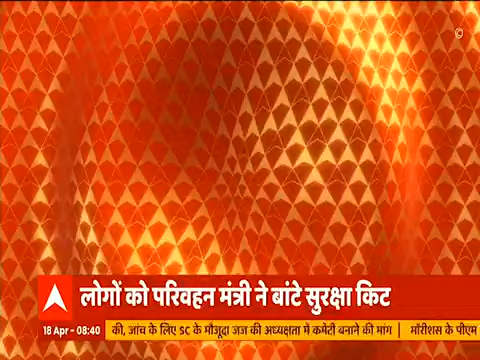 ©
लोगों को परिवहन मंत्री ने बांटे सुरक्षा किट
18 Apr - 08:40 की, जांच के लिए SC के मौजूदा जज की अध्यक्षता में कमेटी बनाने की मांग | मॉरीशस के पीएम